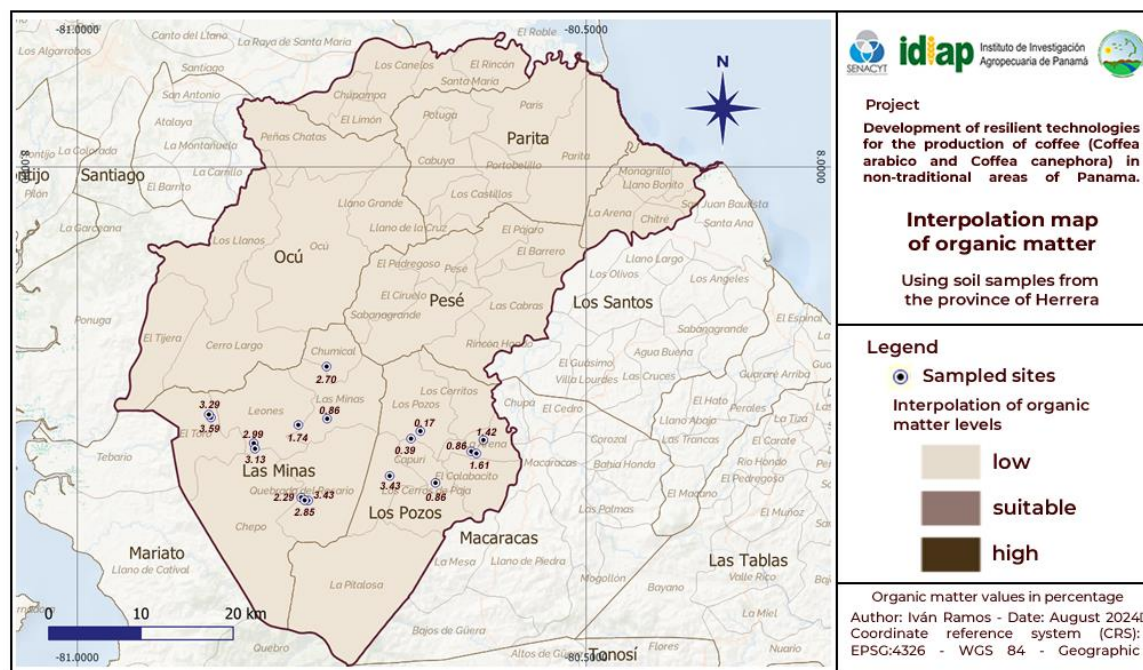 -81.0000
-80.5000
8.0000
8.0000
N
El Roble
Los Algarrobos
Canto del Llano
La Raya de Santa María
Santiago
Los Canelos
El Rincón
Santa María
San Antonio
Chupampa
París
Atalaya
El Limón
Potuga
La Montañuela
Peñas Chatas
Parita
La Colorada
Santiago
La Carrillo
Cabuya
Portobelillo
Parita
Monagrillo
El Barrito
Llano Bonito
Pilón
Los Castillos
San Juan Bautista
Llano Grande
La Arena
Chitré
Santa Ana
La Garceana
Llano de la Cruz
El Pájaro
Los Llanos
Ocú
El Barrero
Llano Largo
Ocú
El Pedregoso
Pesé
Los Olivos
Los Angeles
El Ciruelo
Pesé
Las Cabras
Los Santos
Ponuga
Sabanagrande
El Espinal
El Tijera
Cerro Largo
Rincón Hondo
Sabanagrande
Chumical
Agua Buena
2.70
El Guásimo
Guararé Arriba
Villa Lourdes
Las Cruces
Los Cerritos
3.29
Leones
Las Minas
Los Pozos
Chupa
El Cedro
El Hato
Perales
3.59
El Toro
0.86
0.17
1.42
Llano Abajo
La Tiza
2.99
1.74
0.86
La Arena
Corozal
Las Trancas
El Carate
3.13
0.39
1.61
Tebario
Las Minas
Capurí
Macaracas
Bahía Honda
Río Hondo
El Calabacito
El Pedregoso
Quebrada del Rosario
3.43
Los Cerros de Paja
El Macano
2.29
3.43
0.86
2.85
Los Pozos
Las Palmas
El Muñoz
Chepo
Mariato
Macaracas
Llano de Catival
La Mesa
Llano de Piedra
Las Tablas
La Pitaloza
Mogollón
Bayano
Valle Rico
0 10 20 km
La Miel
Bajos de Güera
Altos de Güera
Flores
Nuario
Tonosí
-81.0000
-80.5000
SENACYT
idiap
Instituto de Investigación
Agropecuaria de Panamá
Project
Development of resilient technologies
for the production of coffee (Coffea
arabico and Coffea canephora) in
non-traditional areas of Panama.
Interpolation map
of organic matter
Using soil samples from
the province of Herrera
Legend
Sampled sites
Interpolation of organic
matter levels
low
suitable
high
Organic matter values in percentage
Author: Iván Ramos - Date: August 20240
Coordinate reference system (CRS):
EPSG:4326 - WGS 84 - Geographic